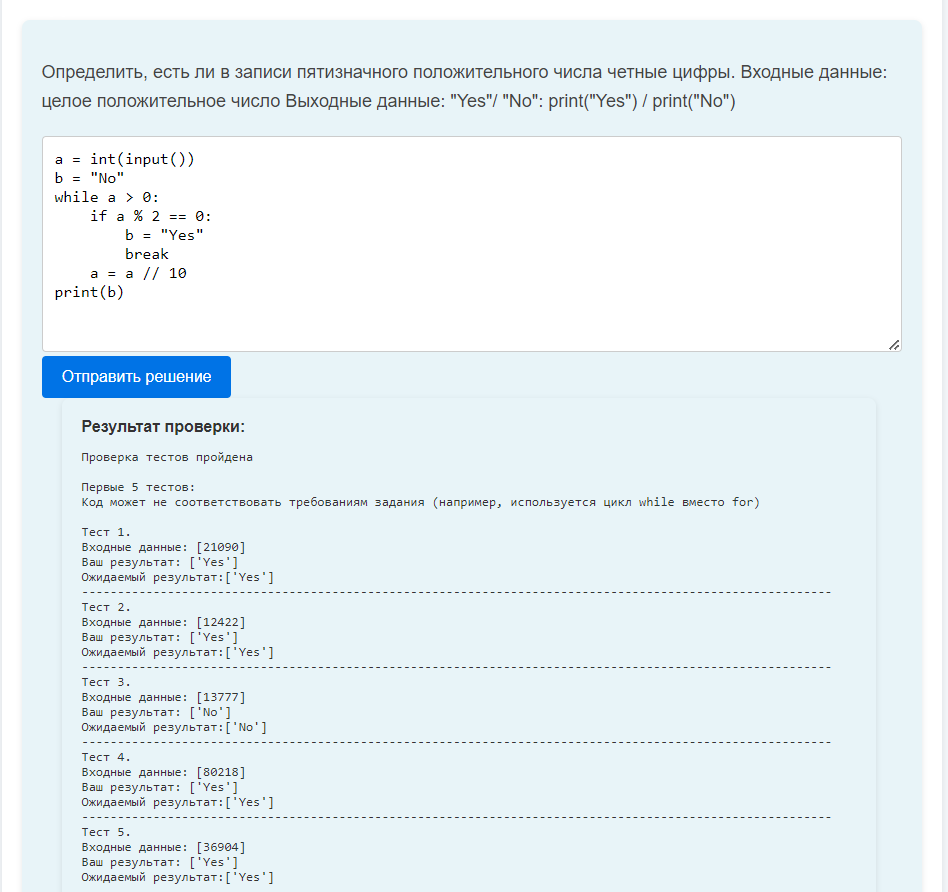 Определить, есть ли в записи пятизначного положительного числа четные цифры. Входные данные:
целое положительное число Выходные данные: "Yes"/ "No": print("Yes") / print("No")
a = int(input())
b = "No"
while a > 0:
    if a % 2 == 0:
        b = "Yes"
        break
    a = a // 10
print(b)
Отправить решение
Результат проверки:
Проверка тестов пройдена
Первые 5 тестов:
Код может не соответствовать требованиям задания (например, используется цикл while вместо for)
Тест 1.
Входные данные: [21090]
Ваш результат: ['Yes']
Ожидаемый результат:['Yes']
--------------------------------------------------------------------------------------------------------
Тест 2.
Входные данные: [12422]
Ваш результат: ['Yes']
Ожидаемый результат:['Yes']
--------------------------------------------------------------------------------------------------------
Тест 3.
Входные данные: [13777]
Ваш результат: ['No']
Ожидаемый результат:['No']
--------------------------------------------------------------------------------------------------------
Тест 4.
Входные данные: [80218]
Ваш результат: ['Yes']
Ожидаемый результат:['Yes']
--------------------------------------------------------------------------------------------------------
Тест 5.
Входные данные: [36904]
Ваш результат: ['Yes']
Ожидаемый результат:['Yes']